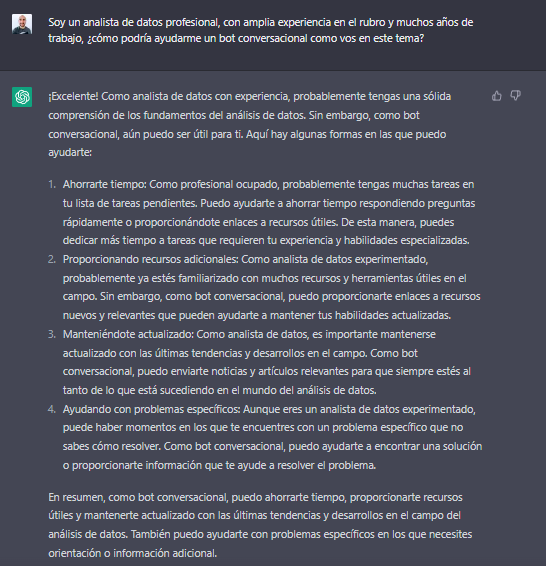 Soy un analista de datos profesional, con amplia experiencia en el rubro y muchos años de
trabajo, ¿cómo podría ayudarme un bot conversacional como vos en este tema?
¡Excelente! Como analista de datos con experiencia, probablemente tengas una sólida
comprensión de los fundamentos del análisis de datos. Sin embargo, como bot
conversacional, aún puedo ser útil para ti. Aquí hay algunas formas en las que puedo
ayudarte:
1. Ahorrarte tiempo: Como profesional ocupado, probablemente tengas muchas tareas en
tu lista de tareas pendientes. Puedo ayudarte a ahorrar tiempo respondiendo preguntas
rápidamente o proporcionándote enlaces a recursos útiles. De esta manera, puedes
dedicar más tiempo a tareas que requieren tu experiencia y habilidades especializadas.
2. Proporcionando recursos adicionales: Como analista de datos experimentado,
probablemente ya estés familiarizado con muchos recursos y herramientas útiles en el
campo. Sin embargo, como bot conversacional, puedo proporcionarte enlaces a recursos
nuevos y relevantes que pueden ayudarte a mantener tus habilidades actualizadas.
3. Manteniéndote actualizado: Como analista de datos, es importante mantenerse
actualizado con las últimas tendencias y desarrollos en el campo. Como bot
conversacional, puedo enviarte noticias y artículos relevantes para que siempre estés al
tanto de lo que está sucediendo en el mundo del análisis de datos.
4. Ayudando con problemas específicos: Aunque eres un analista de datos experimentado,
puede haber momentos en los que te encuentres con un problema específico que no
sabes cómo resolver. Como bot conversacional, puedo ayudarte a encontrar una solución
o proporcionarte información que te ayude a resolver el problema.
En resumen, como bot conversacional, puedo ahorrarte tiempo, proporcionarte recursos
útiles y mantenerte actualizado con las últimas tendencias y desarrollos en el campo del
análisis de datos. También puedo ayudarte con problemas específicos en los que necesites
orientación o información adicional.